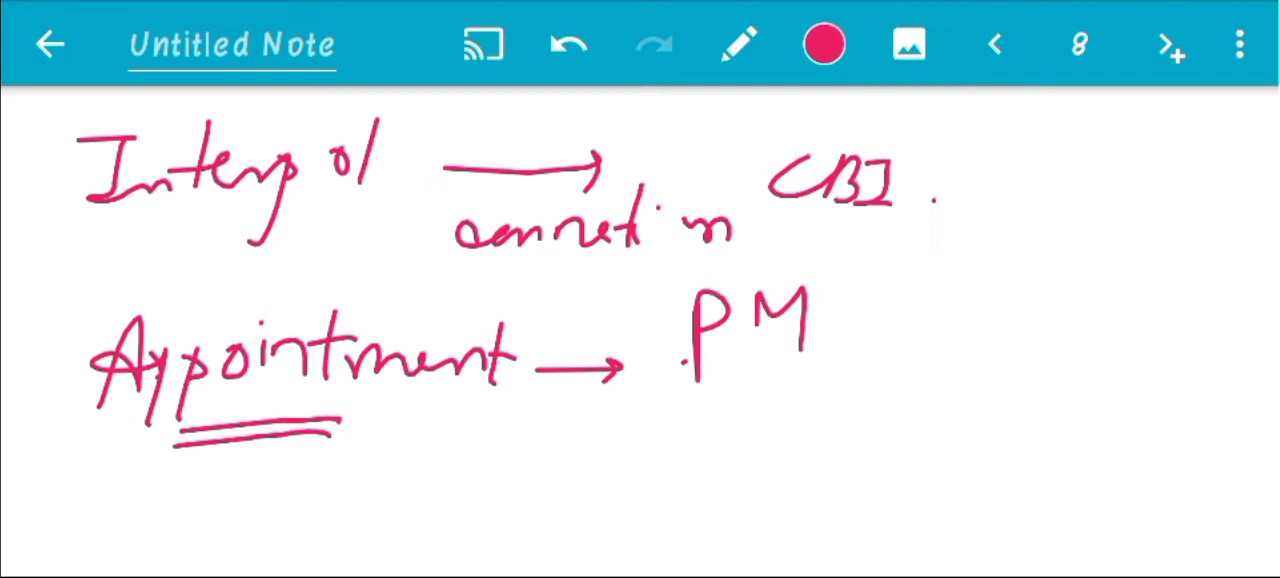 Untitled Note 8
Interpol → CBI.
connection
Appointment → PM